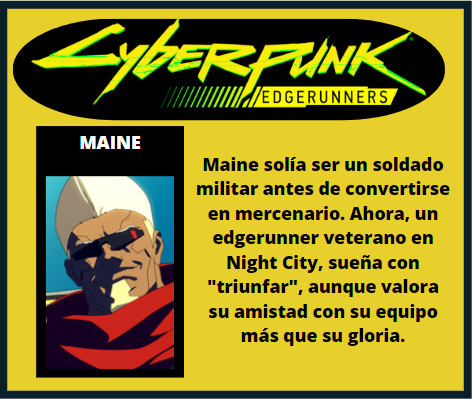 CYBERPUNK
EDGERUNNERS
MAINE
Maine solía ser un soldado
militar antes de convertirse
en mercenario. Ahora, un
edgerunner veterano en
Night City, sueña con
"triunfar", aunque valora
su amistad con su equipo
más que su gloria.